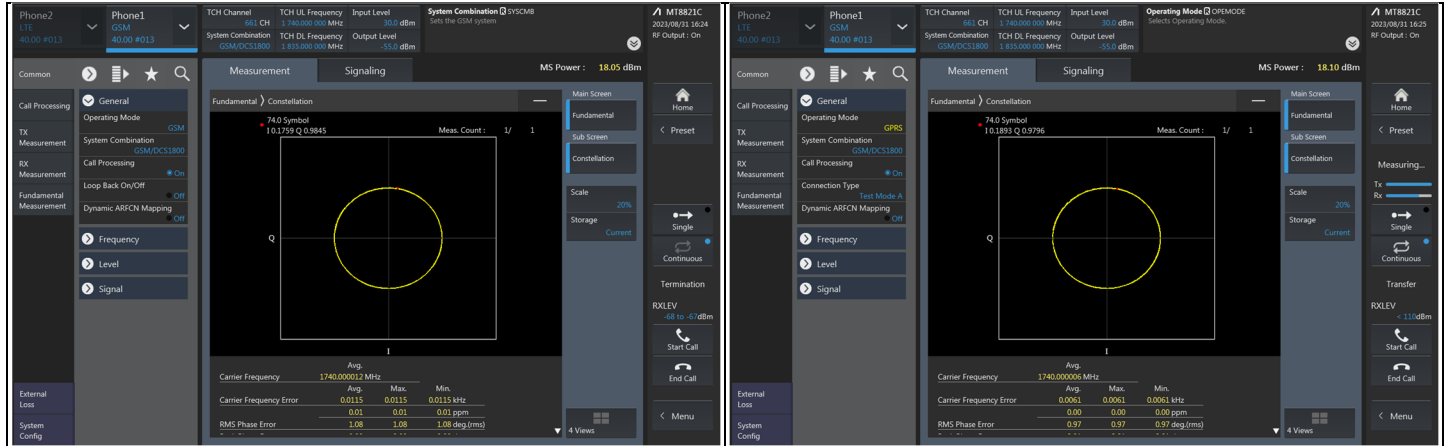 Phone2
LTE
40.00 #013
Phone1
GSM
40.00 #013
TCH Channel
661 CH
System Combination
GSM/DCS1800
TCH UL Frequency
1 740.000 000 MHz
TCH DL Frequency
1 835.000 000 MHz
Input Level
30.0 dBm
Output Level
-55.0 dBm
System Combination SYSCMB
Sets the GSM system
MT8821C
2023/08/31 16:24
RF Output : On
Common
Call Processing
TX
Measurement
RX
Measurement
Fundamental
Measurement
External
Loss
System
Config
General
Operating Mode
GSM
System Combination
GSM/DCS1800
Call Processing
On
Loop Back On/Off
Off
Dynamic ARFCN Mapping
Off
Frequency
Level
Signal
Measurement
Signaling
MS Power : 18.05 dBm
Fundamental 〉 Constellation
74.0 Symbol
I 0.1759 Q 0.9845
Meas. Count : 1/ 1
Q
I
Avg.
Carrier Frequency 1740.000012 MHz
Avg. Max. Min.
Carrier Frequency Error 0.0115 0.0115 0.0115 kHz
0.01 0.01 0.01 ppm
RMS Phase Error 1.08 1.08 1.08 deg.(rms)
Main Screen
Fundamental
Sub Screen
Constellation
Scale
20%
Storage
Current
4 Views
Home
Preset
Single
Continuous
Termination
RXLEV
-68 to -67dBm
Start Call
End Call
Menu
Phone2
LTE
40.00 #013
Phone1
GSM
40.00 #013
TCH Channel
661 CH
System Combination
GSM/DCS1800
TCH UL Frequency
1 740.000 000 MHz
TCH DL Frequency
1 835.000 000 MHz
Input Level
30.0 dBm
Output Level
-55.0 dBm
Operating Mode OPEMODE
Selects Operating Mode.
MT8821C
2023/08/31 16:25
RF Output : On
Common
Call Processing
TX
Measurement
RX
Measurement
Fundamental
Measurement
External
Loss
System
Config
General
Operating Mode
GPRS
System Combination
GSM/DCS1800
Call Processing
On
Connection Type
Test Mode A
Dynamic ARFCN Mapping
Off
Frequency
Level
Signal
Measurement
Signaling
MS Power : 18.10 dBm
Fundamental 〉 Constellation
74.0 Symbol
I 0.1893 Q 0.9796
Meas. Count : 1/ 1
Q
I
Avg.
Carrier Frequency 1740.000006 MHz
Avg. Max. Min.
Carrier Frequency Error 0.0061 0.0061 0.0061 kHz
0.00 0.00 0.00 ppm
RMS Phase Error 0.97 0.97 0.97 deg.(rms)
Main Screen
Fundamental
Sub Screen
Constellation
Scale
20%
Storage
Current
4 Views
Home
Preset
Measuring...
Tx
Rx
Single
Continuous
Transfer
RXLEV
< 110dBm
Start Call
End Call
Menu